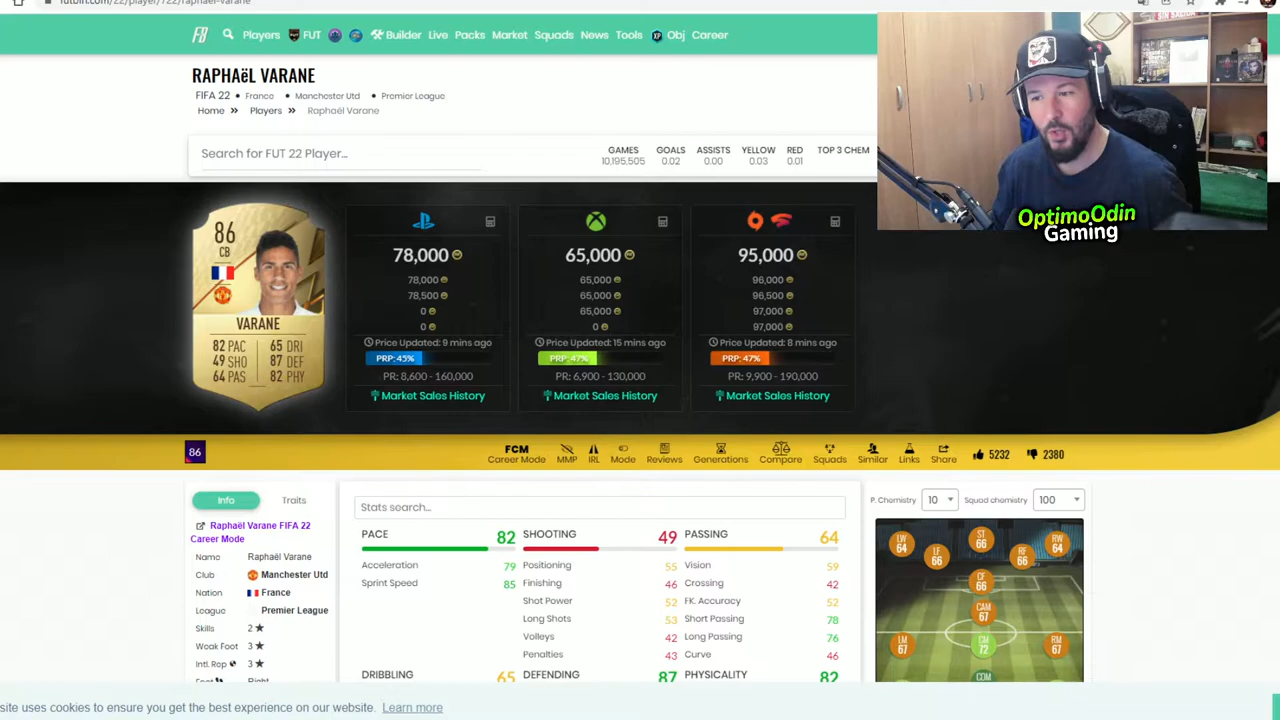 futbin.com/22/player/722/raphael-varane
FB Players FUT Builder Live Packs Market Squads News Tools XP Obj Career
RAPHAëL VARANE
FIFA 22 • France • Manchester Utd • Premier League
Home » Players » Raphaël Varane
Search for FUT 22 Player...
GAMES GOALS ASSISTS YELLOW RED TOP 3 CHEM
10,195,505 0.02 0.00 0.03 0.01
OptimoOdin
Gaming
86
CB
VARANE
82 PAC 65 DRI
49 SHO 87 DEF
64 PAS 82 PHY
78,000
78,000
78,500
0
0
Price Updated: 9 mins ago
PRP: 45%
PR: 8,600 - 160,000
Market Sales History
65,000
65,000
65,000
65,000
0
Price Updated: 15 mins ago
PRP: 47%
PR: 6,900 - 130,000
Market Sales History
95,000
96,000
96,500
97,000
97,000
Price Updated: 8 mins ago
PRP: 47%
PR: 9,900 - 190,000
Market Sales History
86
FCM
Career Mode MMP IRL Mode Reviews Generations Compare Squads Similar Links Share 5232 2380
Info Traits
Raphaël Varane FIFA 22
Career Mode
Name Raphaël Varane
Club Manchester Utd
Nation France
League Premier League
Skills 2
Weak Foot 3
Intl. Rep 3
Foot Right
Stats search...
PACE 82
Acceleration 79
Sprint Speed 85
SHOOTING 49
Positioning 55
Finishing 46
Shot Power 52
Long Shots 53
Volleys 42
Penalties 43
PASSING 64
Vision 59
Crossing 42
FK. Accuracy 52
Short Passing 78
Long Passing 76
Curve 46
DRIBBLING 65
DEFENDING 87
PHYSICALITY 82
P. Chemistry 10 Squad chemistry 100
LW 64
LF 66
ST 66
RF 66
RW 64
CF 66
CAM 67
LM 67
CM 72
RM 67
CDM
site uses cookies to ensure you get the best experience on our website. Learn more